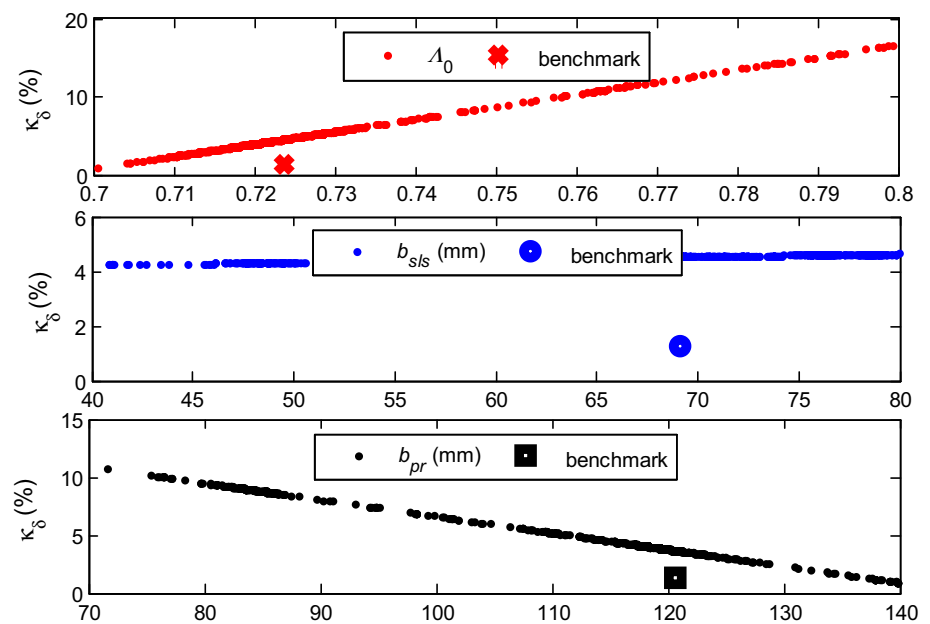 20
10
0
κδ (%)
Λ0 benchmark
0.7 0.71 0.72 0.73 0.74 0.75 0.76 0.77 0.78 0.79 0.8
6
4
2
0
κδ (%)
bsls (mm) benchmark
40 45 50 55 60 65 70 75 80
15
10
5
0
κδ (%)
bpr (mm) benchmark
70 80 90 100 110 120 130 140